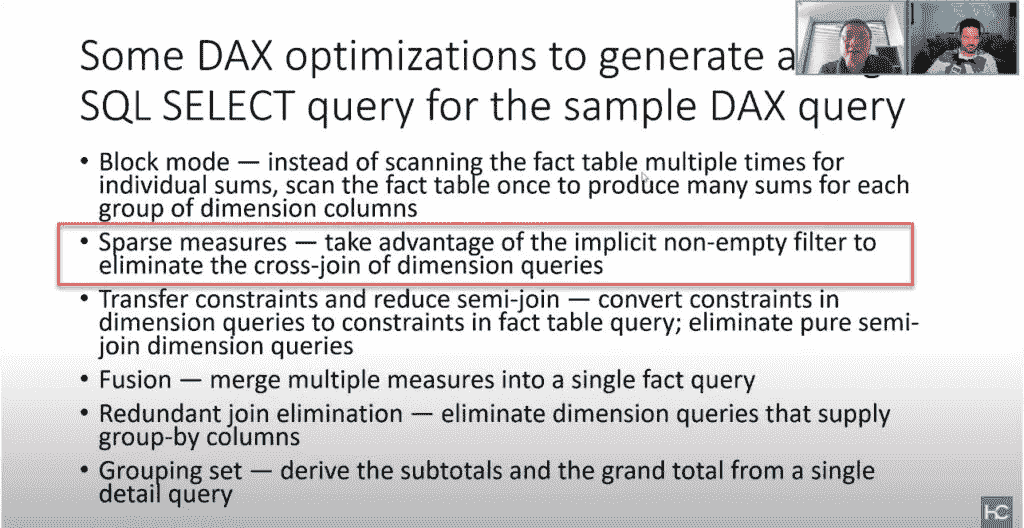 Some DAX optimizations to generate a
SQL SELECT query for the sample DAX query
• Block mode — instead of scanning the fact table multiple times for
individual sums, scan the fact table once to produce many sums for each
group of dimension columns
• Sparse measures — take advantage of the implicit non-empty filter to
eliminate the cross-join of dimension queries
• Transfer constraints and reduce semi-join — convert constraints in
dimension queries to constraints in fact table query; eliminate pure semi-
join dimension queries
• Fusion — merge multiple measures into a single fact query
• Redundant join elimination — eliminate dimension queries that supply
group-by columns
• Grouping set — derive the subtotals and the grand total from a single
detail query
HC